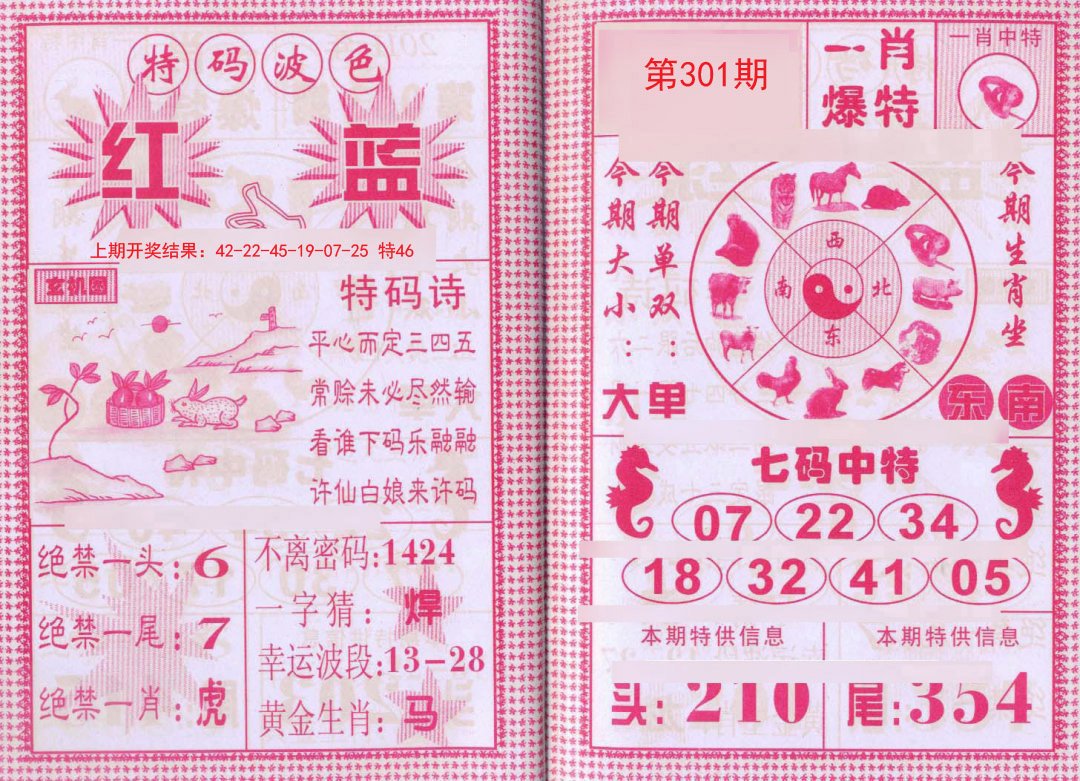 特码波色
红 蓝
上期开奖结果：42-22-45-19-07-25 特46
玄机图
特码诗
平心而定三四五
常赊未必尽然输
看谁下码乐融融
许仙白娘来许码
绝禁一头：6
绝禁一尾：7
绝禁一肖：虎
不离密码：1424
一字猜：焊
幸运波段：13-28
黄金生肖：马
第301期
一肖
爆特
一肖中特
今期大小：大
今期单双：单
西
南 北
东
今期生肖坐
东南
七码中特
07 22 34
18 32 41 05
本期特供信息
头：210
本期特供信息
尾：354